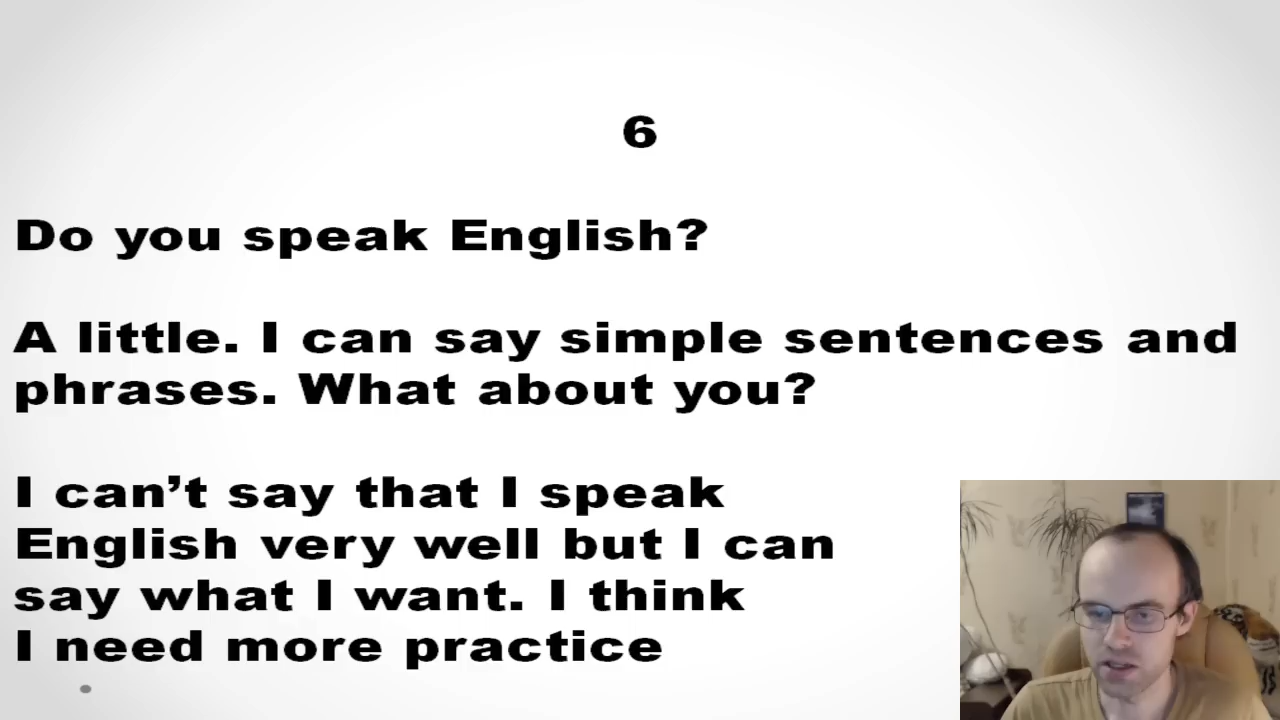 6
Do you speak English?
A little. I can say simple sentences and
phrases. What about you?
I can’t say that I speak
English very well but I can
say what I want. I think
I need more practice